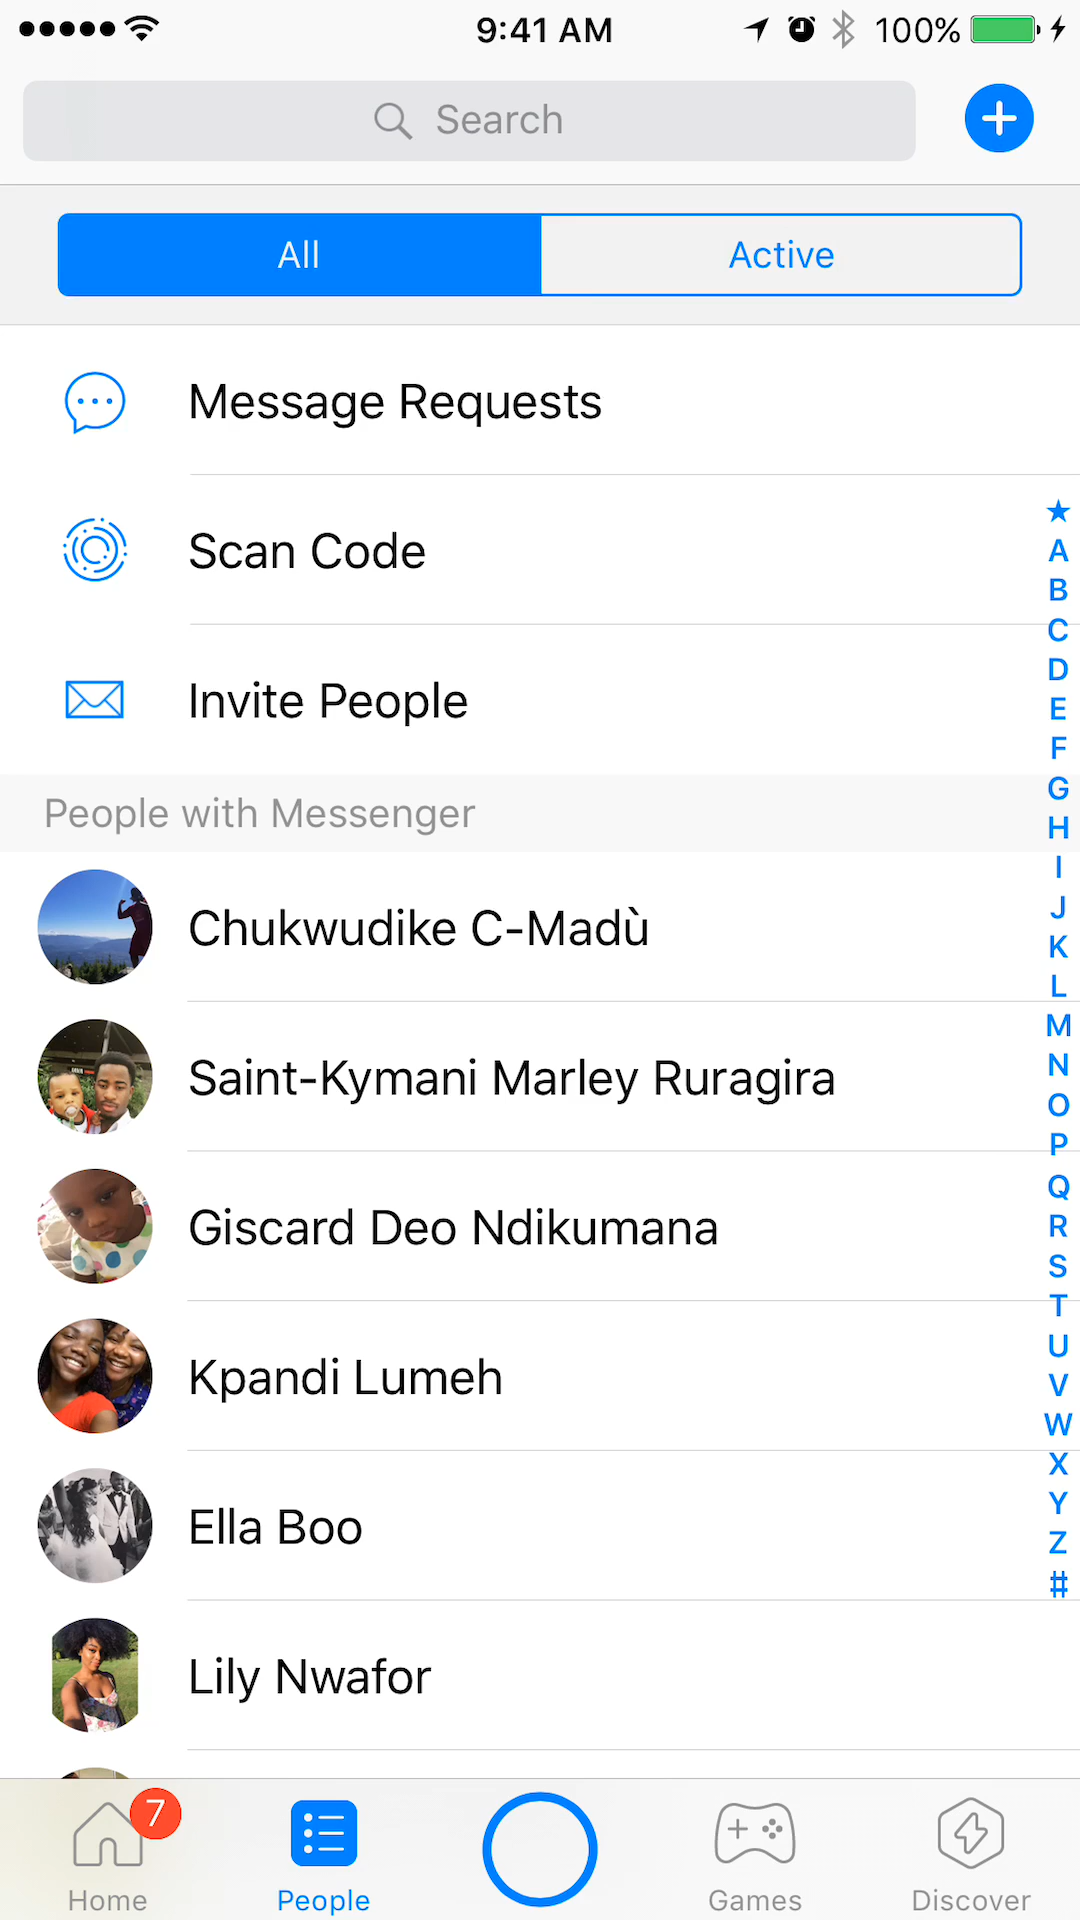 9:41 AM 100%
Search
All Active
Message Requests
Scan Code
Invite People
People with Messenger
Chukwudike C-Madù
Saint-Kymani Marley Ruragira
Giscard Deo Ndikumana
Kpandi Lumeh
Ella Boo
Lily Nwafor
★
A
B
C
D
E
F
G
H
I
J
K
L
M
N
O
P
Q
R
S
T
U
V
W
X
Y
Z
#
7
Home People Games Discover